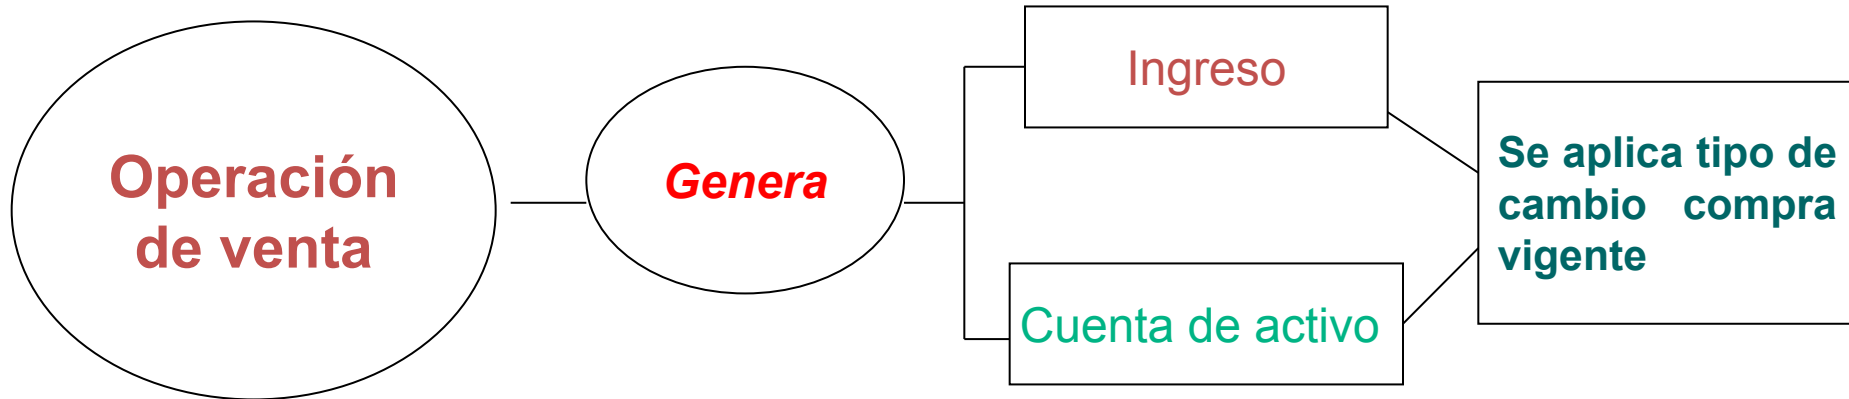 Operación
de venta
Genera
Ingreso
Cuenta de activo
Se aplica tipo de
cambio compra
vigente